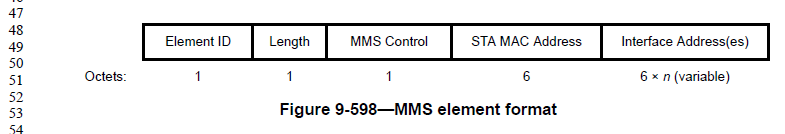 47
48
49
50
51
52
53
54
Element ID Length MMS Control STA MAC Address Interface Address(es)
Octets: 1 1 1 6 6 × n (variable)
Figure 9-598—MMS element format